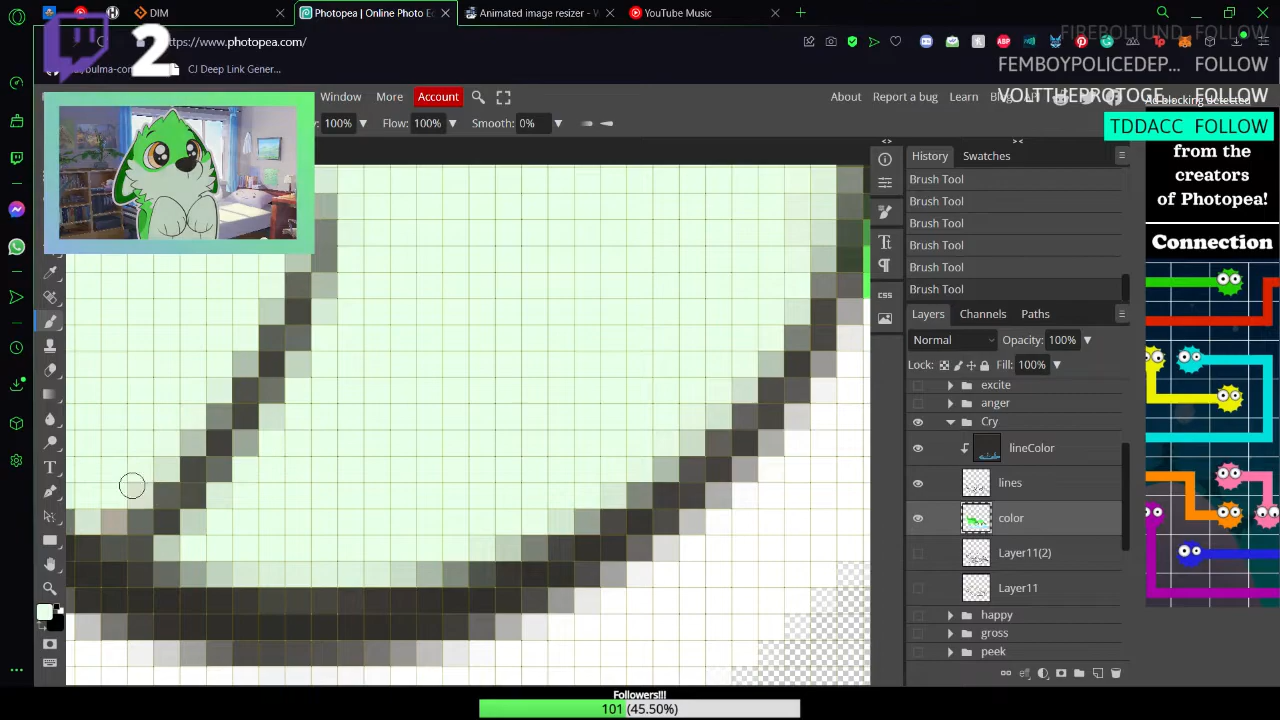 DIM
Photopea | Online Photo Ed
Animated image resizer - W
YouTube Music
2
https://www.photopea.com/
FIREBOLTUND FOLLOW
FEMBOYPOLICEDEP... FOLLOW
VOLTTHEPROTOGE... FOLLOW
TDDACC FOLLOW
CJ Deep Link Gener...
Window
More
Account
About
Report a bug
Learn
100%
Flow: 100%
Smooth: 0%
History
Swatches
Brush Tool
Brush Tool
Brush Tool
Brush Tool
Brush Tool
Brush Tool
Layers
Channels
Paths
Normal
Opacity: 100%
Lock:
Fill: 100%
excite
anger
Cry
lineColor
lines
color
Layer11(2)
Layer11
happy
gross
peek
css
from the
creators
of Photopea!
Connection
Followers!!!
101 (45.50%)